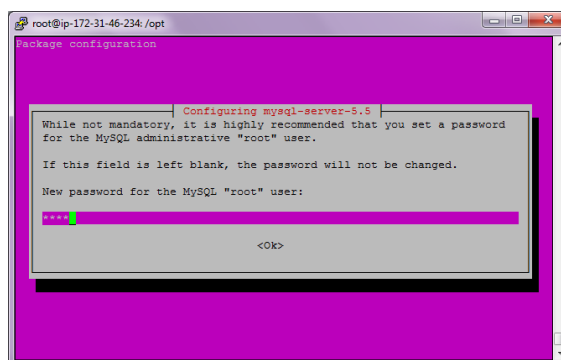 root@ip-172-31-46-234: /opt
Package configuration
Configuring mysql-server-5.5
While not mandatory, it is highly recommended that you set a password
for the MySQL administrative "root" user.
If this field is left blank, the password will not be changed.
New password for the MySQL "root" user:
****
<Ok>